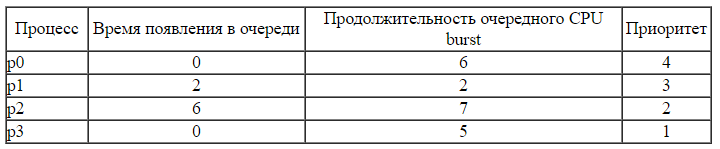 Процесс Время появления в очереди Продолжительность очередного CPU burst Приоритет
p0 0 6 4
p1 2 2 3
p2 6 7 2
p3 0 5 1